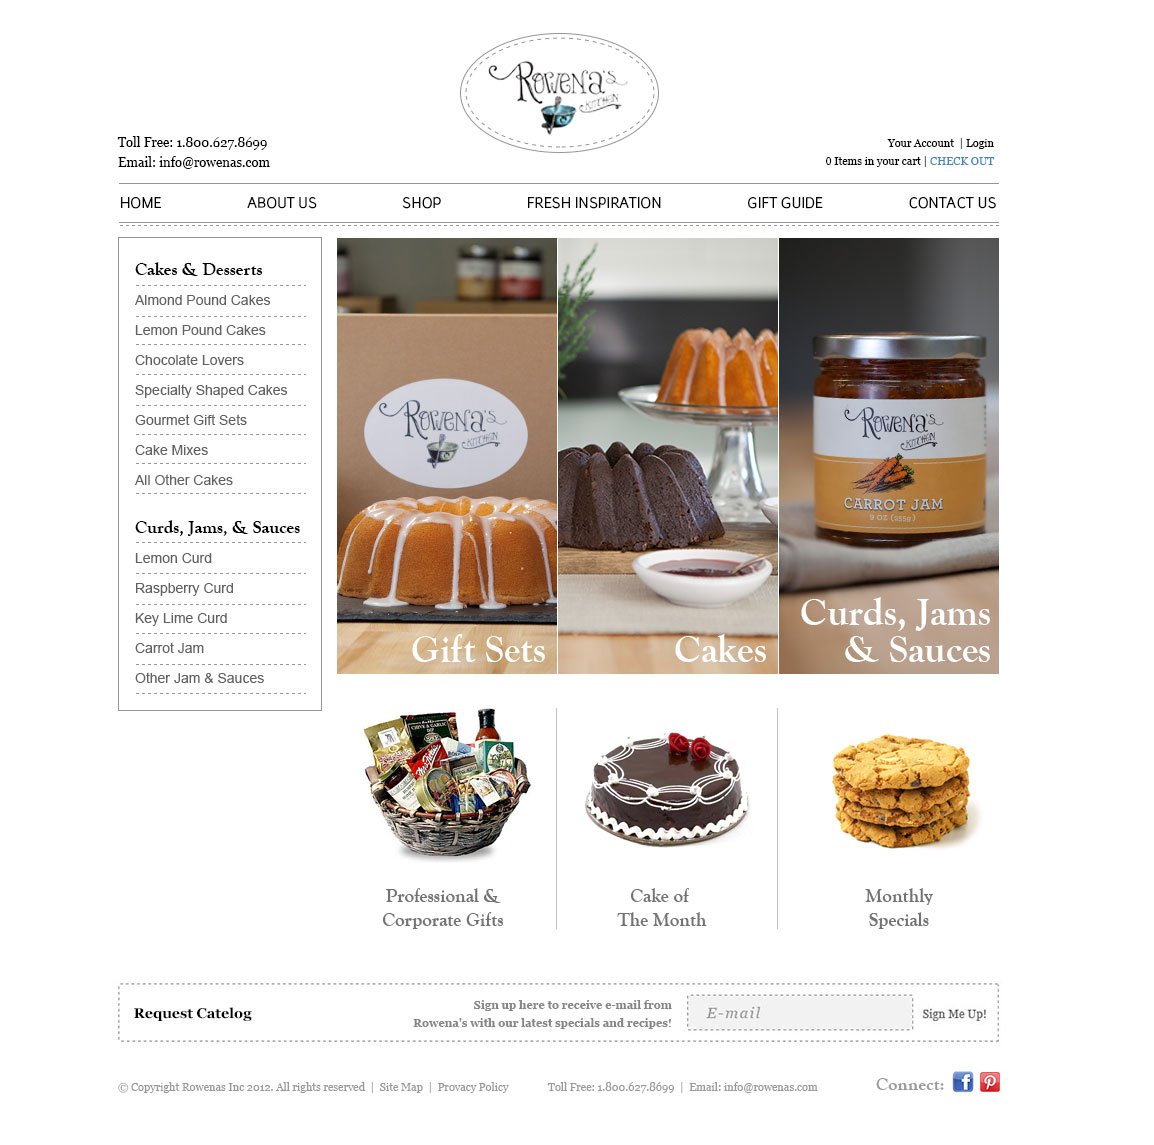 ROWENA'S
KITCHEN
Toll Free: 1.800.627.8699
Email: info@rowenas.com
Your Account | Login
0 Items in your cart | CHECK OUT
HOME
ABOUT US
SHOP
FRESH INSPIRATION
GIFT GUIDE
CONTACT US
Cakes & Desserts
Almond Pound Cakes
Lemon Pound Cakes
Chocolate Lovers
Specialty Shaped Cakes
Gourmet Gift Sets
Cake Mixes
All Other Cakes
Curds, Jams, & Sauces
Lemon Curd
Raspberry Curd
Key Lime Curd
Carrot Jam
Other Jam & Sauces
ROWENA'S
KITCHEN
Gift Sets
Cakes
ROWENA'S
KITCHEN
CARROT JAM
9 OZ (255g)
Curds, Jams
& Sauces
CHIVE & GARLIC
DIP
Professional &
Corporate Gifts
Cake of
The Month
Monthly
Specials
Request Catelog
Sign up here to receive e-mail from
Rowena's with our latest specials and recipes!
E-mail
Sign Me Up!
© Copyright Rowenas Inc 2012. All rights reserved | Site Map | Provacy Policy
Toll Free: 1.800.627.8699 | Email: info@rowenas.com
Connect: